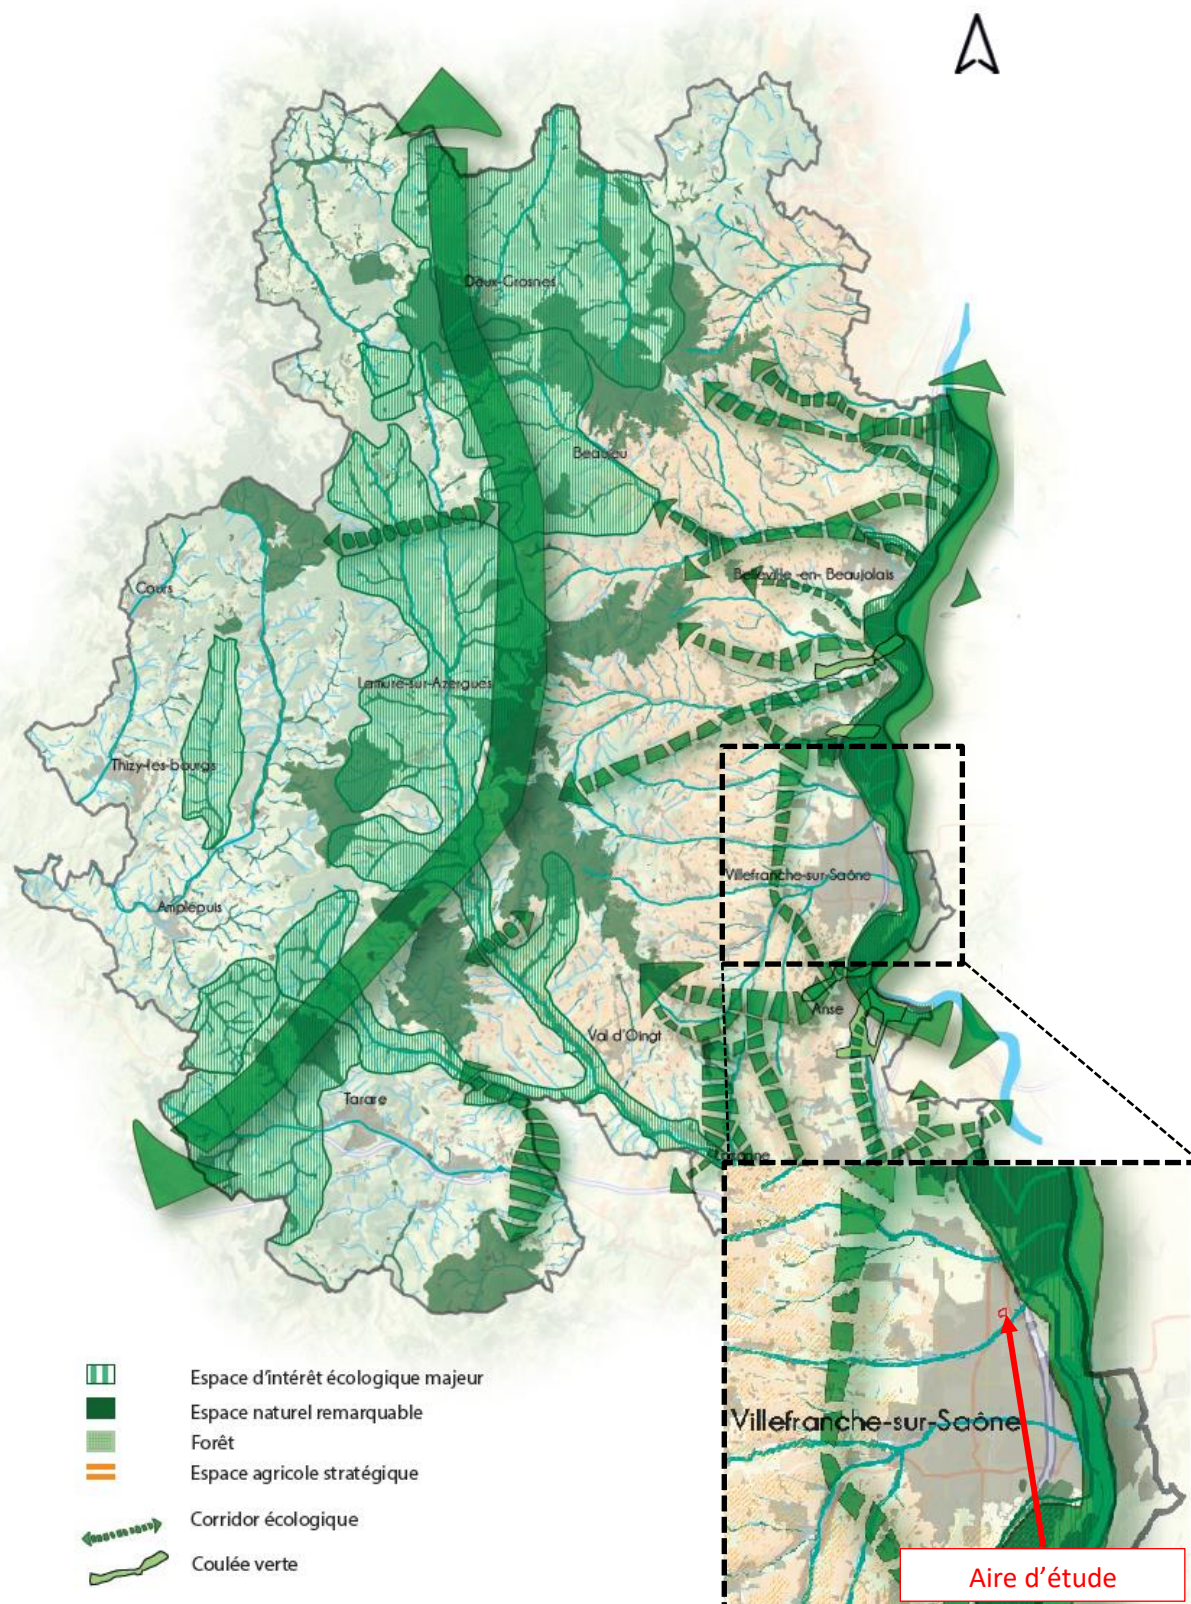 Deux-Grosnes
Beaujeu
Belleville-en-Beaujolais
Cours
Lamure-sur-Azergues
Thizy-les-bourgs
Villefranche-sur-Saône
Amplepuis
Anse
Val d'Oingt
Tarare
Villefranche-sur-Saône
Espace d'intérêt écologique majeur
Espace naturel remarquable
Forêt
Espace agricole stratégique
Corridor écologique
Coulée verte
Aire d'étude